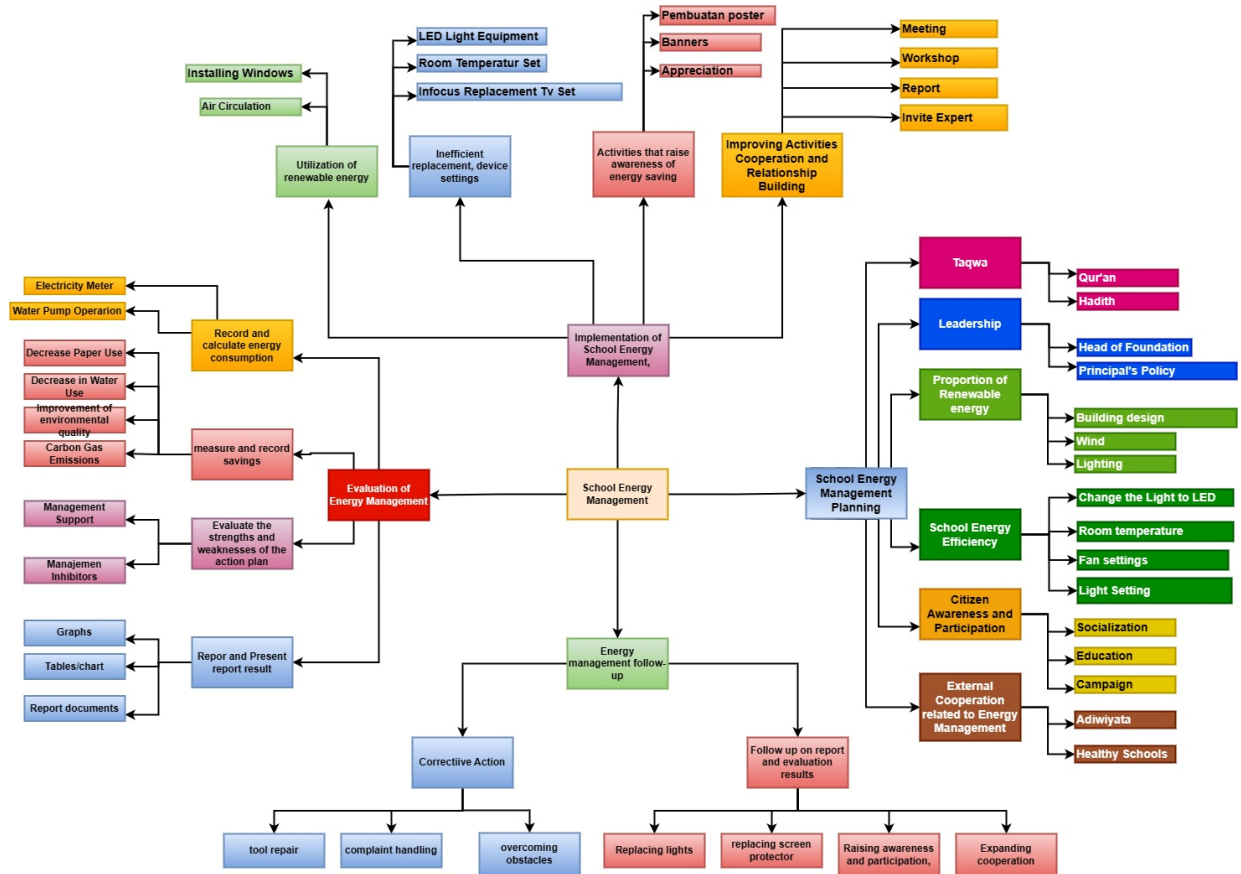 Pembuatan poster
Banners
Appreciation
LED Light Equipment
Room Temperatur Set
Infocus Replacement Tv Set
Installing Windows
Air Circulation
Meeting
Workshop
Report
Invite Expert
Utilization of
renewable energy
Inefficient
replacement, device
settings
Activities that raise
awareness of
energy saving
Improving Activities
Cooperation and
Relationship
Building
Electricity Meter
Water Pump Operarion
Record and
calculate energy
consumption
Decrease Paper Use
Decrease in Water
Use
Improvement of
environmental
quality
Carbon Gas
Emissions
measure and record
savings
Management
Support
Manajemen
Inhibitors
Evaluate the
strengths and
weaknesses of the
action plan
Graphs
Tables/chart
Report documents
Repor and Present
report result
Evaluation of
Energy Management
Implementation of
School Energy
Management,
School Energy
Management
School Energy
Management
Planning
Taqwa
Qur'an
Hadith
Leadership
Head of Foundation
Principal's Policy
Proportion of
Renewable
energy
Building design
Wind
Lighting
School Energy
Efficiency
Change the Light to LED
Room temperature
Fan settings
Light Setting
Citizen
Awareness and
Participation
Socialization
Education
Campaign
External
Cooperation
related to Energy
Management
Adiwiyata
Healthy Schools
Energy
management follow-
up
Correctiive Action
Follow up on report
and evaluation
results
tool repair
complaint handling
overcoming
obstacles
Replacing lights
replacing screen
protector
Raising awareness
and participation,
Expanding
cooperation